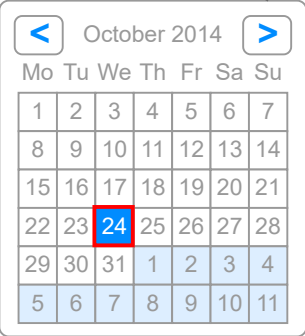 < October 2014 >
Mo Tu We Th Fr Sa Su
1 2 3 4 5 6 7
8 9 10 11 12 13 14
15 16 17 18 19 20 21
22 23 24 25 26 27 28
29 30 31 1 2 3 4
5 6 7 8 9 10 11